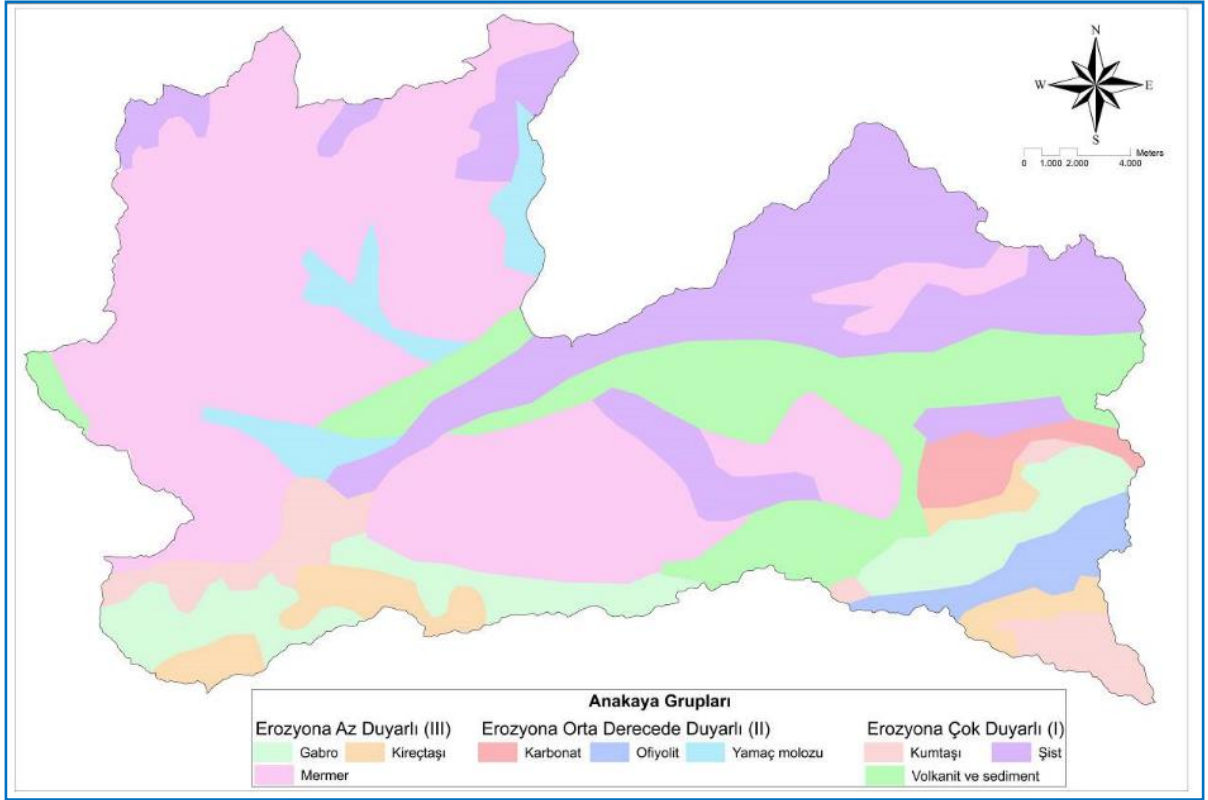 N
W E
S
Meters
0 1.000 2.000 4.000
Anakaya Grupları
Erozyona Az Duyarlı (III) Erozyona Orta Derecede Duyarlı (II) Erozyona Çok Duyarlı (I)
Gabro Kireçtaşı Karbonat Ofiyolit Yamaç molozu Kumtaşı Şist
Mermer Volkanit ve sediment